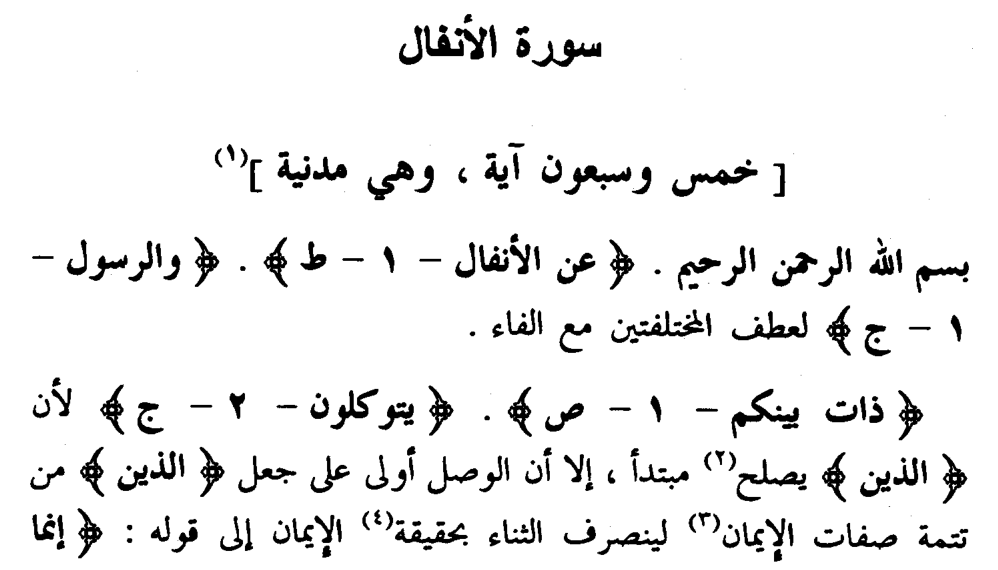 سورة الأنفال
[ خمس وسبعون آية ، وهي مدنية ](١)
بسم الله الرحمن الرحيم . ﴿ عن الأنفال – ١ – ط ﴾ . ﴿ والرسول –
١ – ج ﴾ لعطف المختلفتين مع الفاء .
﴿ ذات بينكم – ١ – ص ﴾ . ﴿ يتوكلون – ٢ – ج ﴾ لأن
﴿ الذين ﴾ يصلح(٢) مبتدأ ، إلا أن الوصل أولى على جعل ﴿ الذين ﴾ من
تتمة صفات الإيمان(٣) لينصرف الثناء بحقيقة(٤) الإيمان إلى قوله : ﴿ إنما